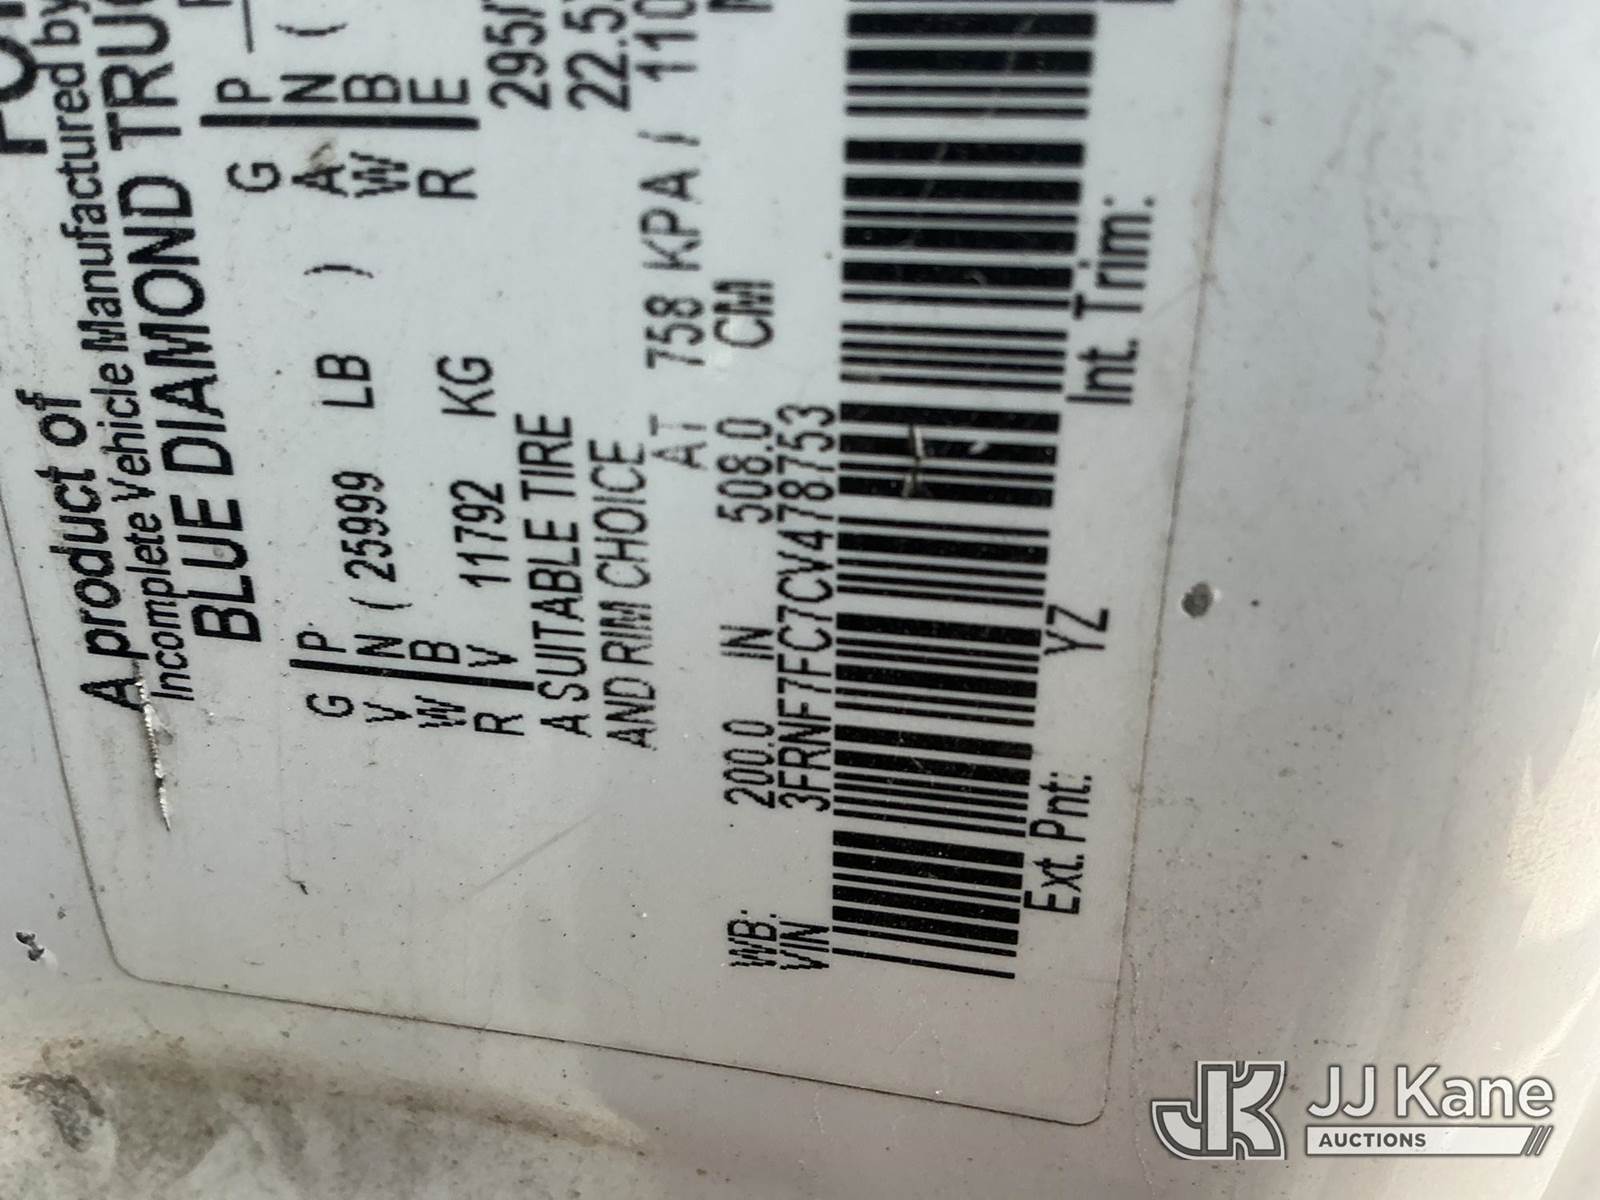 A product of
Incomplete Vehicle Manufactured by
BLUE DIAMOND TRUC
G P
V N ( 25999 LB )
W B
R V 11792 KG
G P
A N (
W B
R E
A SUITABLE TIRE 295/
AND RIM CHOICE 22.5
AT 758 KPA / 110
WB: 200.0 IN 508.0 CM
VIN 3FRNF7FC7CV478753
Ext. Pnt: YZ Int. Trim:
JJ Kane
AUCTIONS